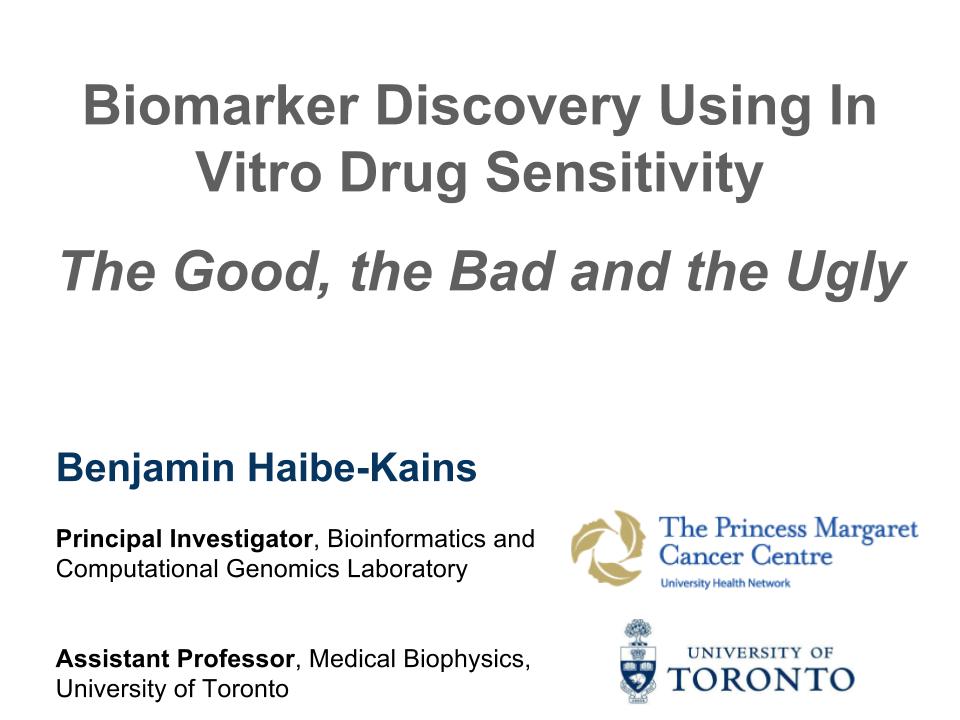 Biomarker Discovery Using In
Vitro Drug Sensitivity
The Good, the Bad and the Ugly
Benjamin Haibe-Kains
Principal Investigator, Bioinformatics and
Computational Genomics Laboratory
The Princess Margaret
Cancer Centre
University Health Network
Assistant Professor, Medical Biophysics,
University of Toronto
UNIVERSITY OF
TORONTO